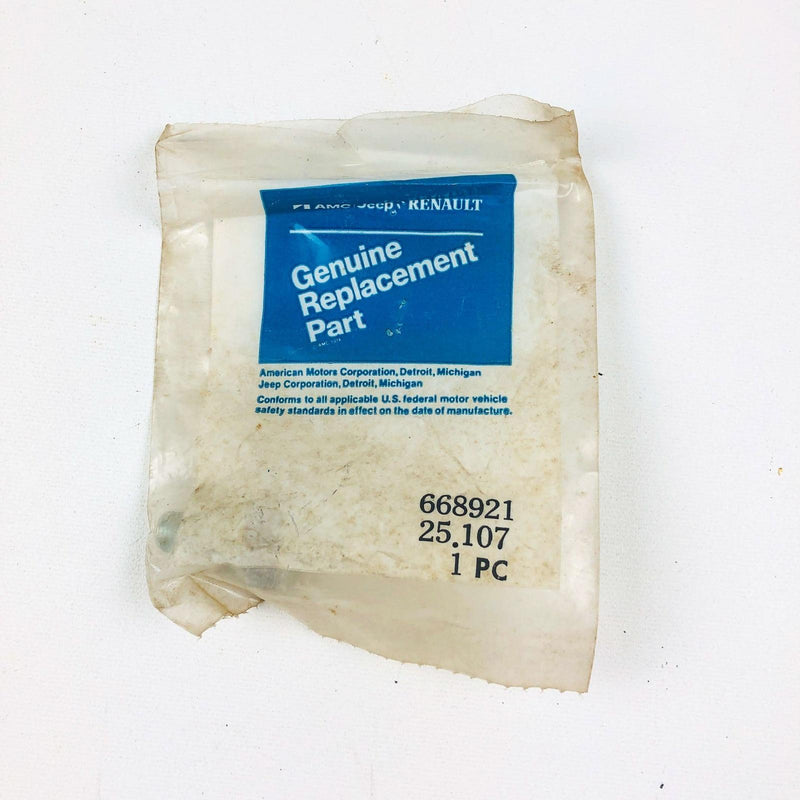 AMC Jeep RENAULT
Genuine
Replacement
Part
American Motors Corporation, Detroit, Michigan
Jeep Corporation, Detroit, Michigan
Conforms to all applicable U.S. federal motor vehicle
safety standards in effect on the date of manufacture.
668921
25.107
1 PC